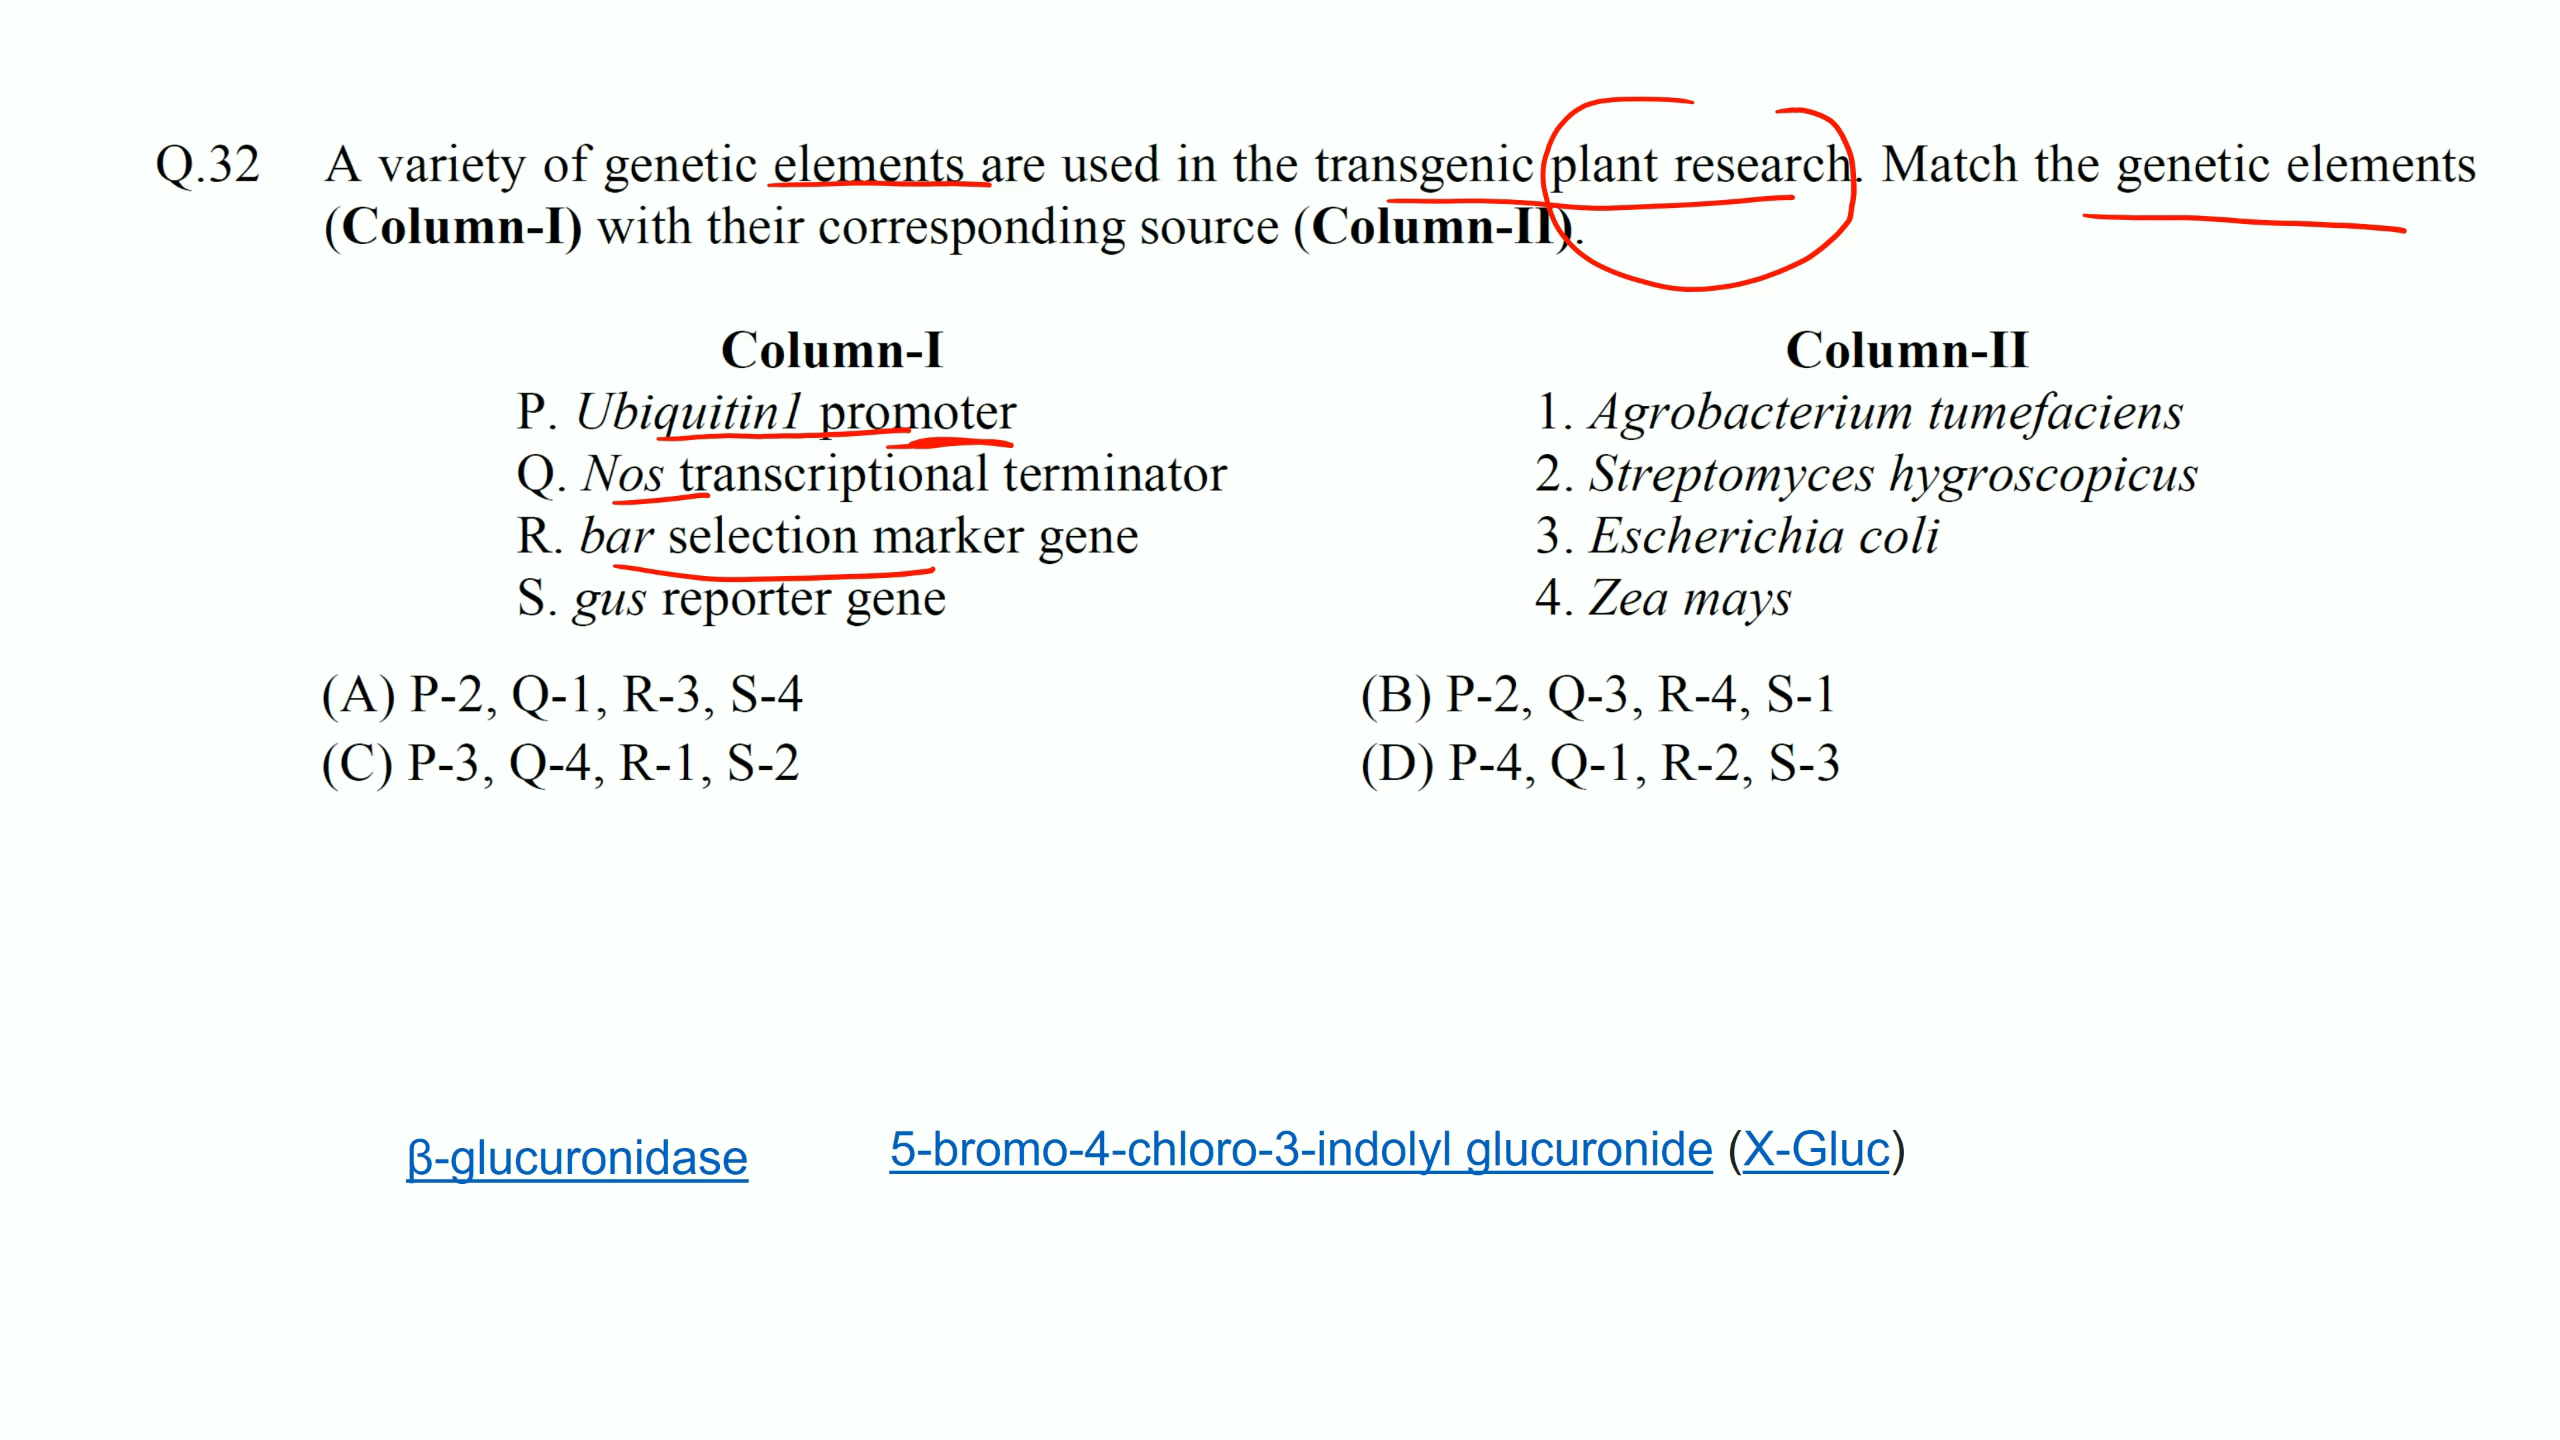 Q.32 A variety of genetic elements are used in the transgenic plant research. Match the genetic elements
(Column-I) with their corresponding source (Column-II).
Column-I Column-II
P. Ubiquitin1 promoter 1. Agrobacterium tumefaciens
Q. Nos transcriptional terminator 2. Streptomyces hygroscopicus
R. bar selection marker gene 3. Escherichia coli
S. gus reporter gene 4. Zea mays
(A) P-2, Q-1, R-3, S-4 (B) P-2, Q-3, R-4, S-1
(C) P-3, Q-4, R-1, S-2 (D) P-4, Q-1, R-2, S-3
β-glucuronidase 5-bromo-4-chloro-3-indolyl glucuronide (X-Gluc)